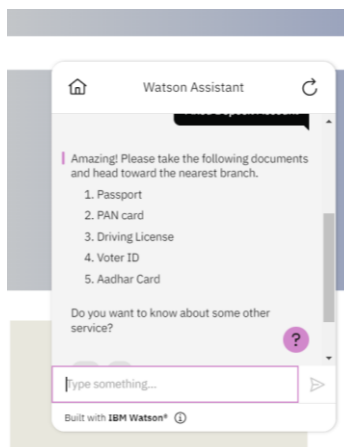 Watson Assistant
Amazing! Please take the following documents
and head toward the nearest branch.
1. Passport
2. PAN card
3. Driving License
4. Voter ID
5. Aadhar Card
Do you want to know about some other
service?
?
Type something...
Built with IBM Watson®